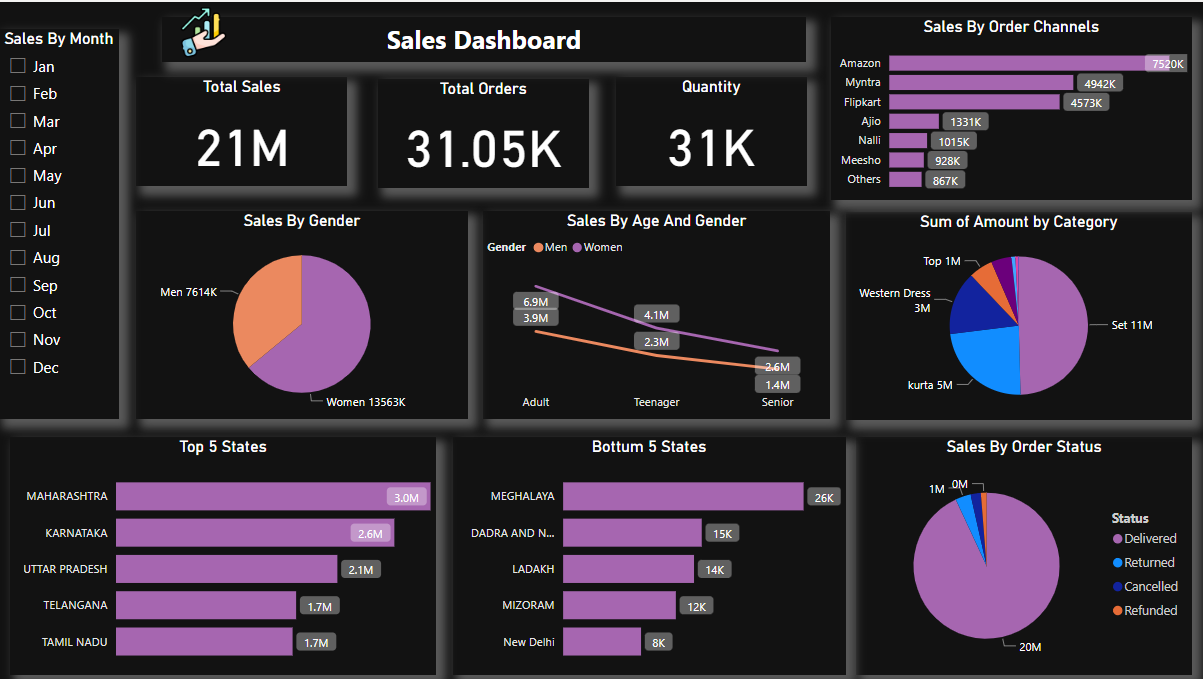 Sales By Month
Jan
Feb
Mar
Apr
May
Jun
Jul
Aug
Sep
Oct
Nov
Dec
Sales Dashboard
Total Sales
21M
Total Orders
31.05K
Quantity
31K
Sales By Order Channels
Amazon 7520K
Myntra 4942K
Flipkart 4573K
Ajio 1331K
Nalli 1015K
Meesho 928K
Others 867K
Sales By Gender
Men 7614K
Women 13563K
Sales By Age And Gender
Gender Men Women
6.9M
3.9M
4.1M
2.3M
2.6M
1.4M
Adult Teenager Senior
Sum of Amount by Category
Top 1M
Western Dress
3M
Set 11M
kurta 5M
Top 5 States
MAHARASHTRA 3.0M
KARNATAKA 2.6M
UTTAR PRADESH 2.1M
TELANGANA 1.7M
TAMIL NADU 1.7M
Bottum 5 States
MEGHALAYA 26K
DADRA AND N... 15K
LADAKH 14K
MIZORAM 12K
New Delhi 8K
Sales By Order Status
1M 0M
20M
Status
Delivered
Returned
Cancelled
Refunded